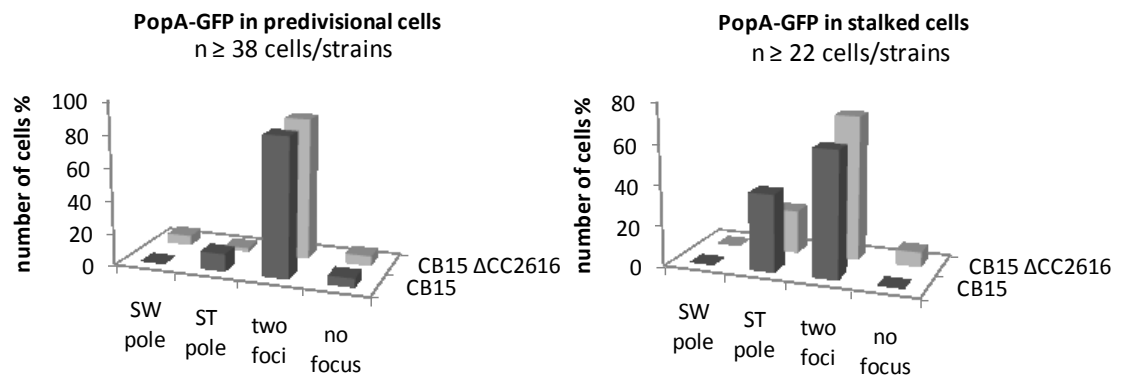 PopA-GFP in predivisional cells
n ≥ 38 cells/strains
number of cells %
100
80
60
40
20
0
SW
pole
ST
pole
two
foci
no
focus
CB15 ΔCC2616
CB15
PopA-GFP in stalked cells
n ≥ 22 cells/strains
number of cells %
80
60
40
20
0
SW
pole
ST
pole
two
foci
no
focus
CB15 ΔCC2616
CB15